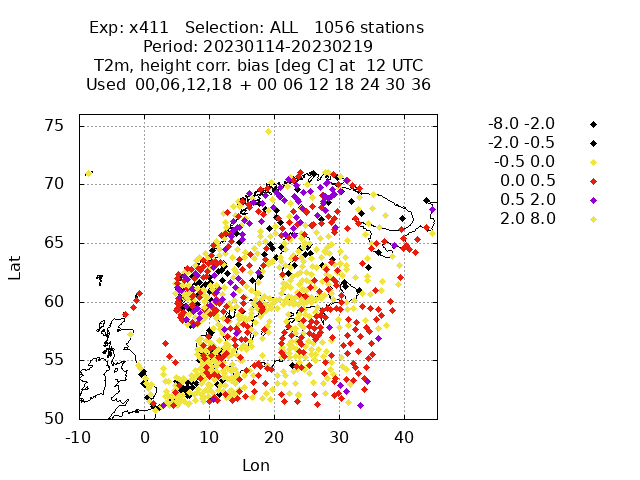 Exp: x411 Selection: ALL 1056 stations
Period: 20230114-20230219
T2m, height corr. bias [deg C] at 12 UTC
Used 00,06,12,18 + 00 06 12 18 24 30 36
-8.0 -2.0
-2.0 -0.5
-0.5 0.0
0.0 0.5
0.5 2.0
2.0 8.0
75
70
65
60
55
50
Lat
-10 0 10 20 30 40
Lon